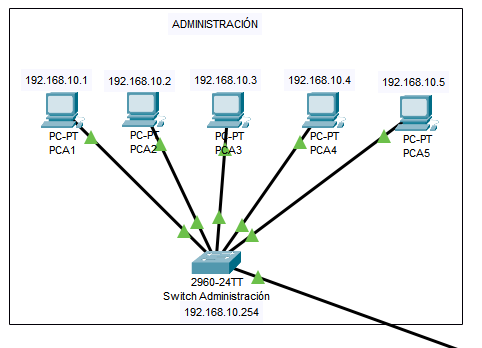 ADMINISTRACIÓN
192.168.10.1
192.168.10.2
192.168.10.3
192.168.10.4
192.168.10.5
PC-PT
PCA1
PC-PT
PCA2
PC-PT
PCA3
PC-PT
PCA4
PC-PT
PCA5
2960-24TT
Switch Administración
192.168.10.254